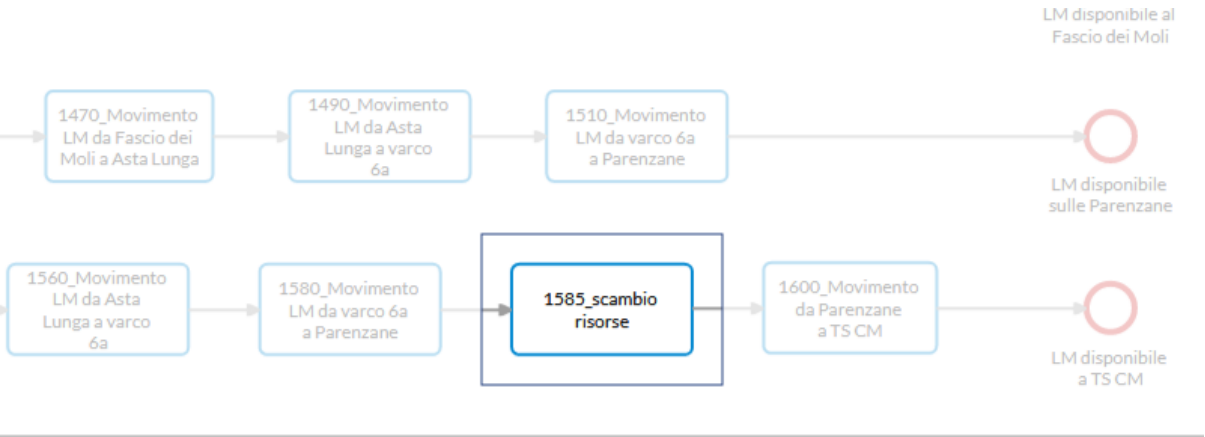 LM disponibile al
Fascio dei Moli
1470_Movimento
LM da Fascio dei
Moli a Asta Lunga
1490_Movimento
LM da Asta
Lunga a varco
6a
1510_Movimento
LM da varco 6a
a Parenzane
LM disponibile
sulle Parenzane
1560_Movimento
LM da Asta
Lunga a varco
6a
1580_Movimento
LM da varco 6a
a Parenzane
1585_scambio
risorse
1600_Movimento
da Parenzane
a TS CM
LM disponibile
a TS CM